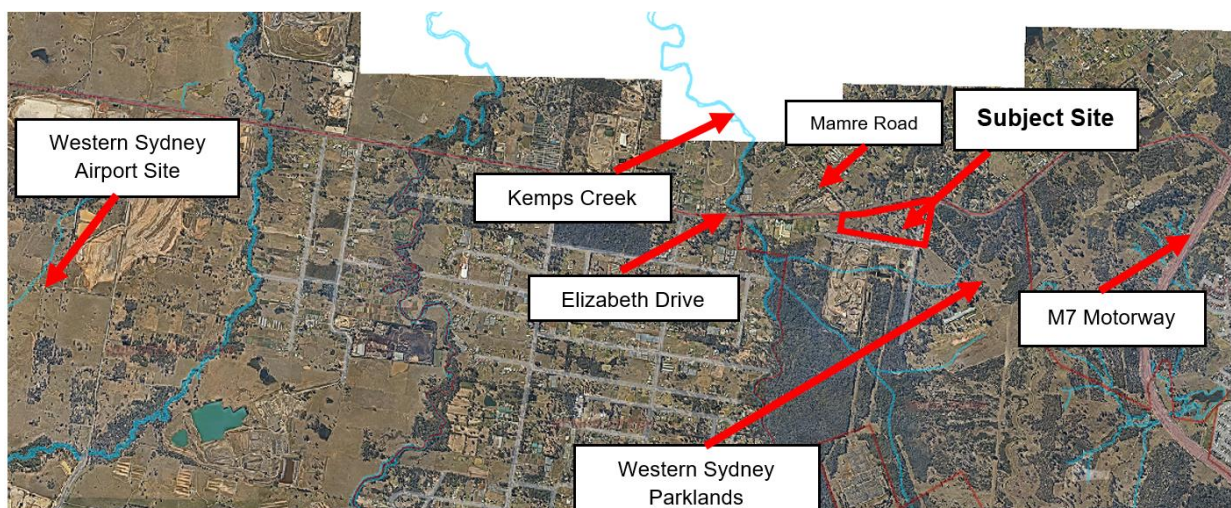 Western Sydney
Airport Site
Kemps Creek
Mamre Road
Subject Site
Elizabeth Drive
M7 Motorway
Western Sydney
Parklands